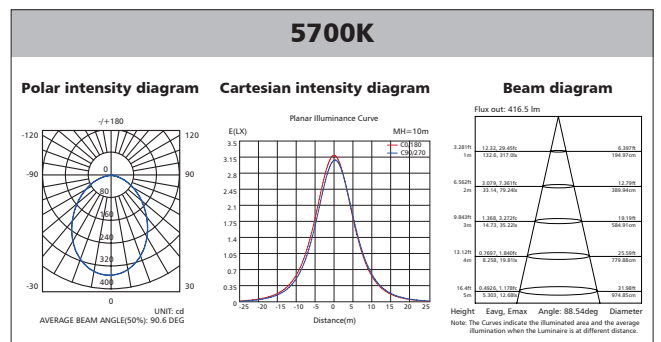 5700K
Polar intensity diagram
Cartesian intensity diagram
Beam diagram
-/+180
-120
120
-90
90
-30
30
0
0
80
160
240
320
400
UNIT: cd
AVERAGE BEAM ANGLE(50%): 90.6 DEG
Planar Illuminance Curve
E(LX)
MH=10m
C0/180
C90/270
3.5
3.15
2.8
2.45
2.1
1.75
1.4
1.05
0.7
0.35
0
-25 -20 -15 -10 -5 0 5 10 15 20 25
Distance(m)
Flux out: 416.5 lm
3.281ft 12.32, 29.45fc 6.397ft
1m 132.6, 317.0lx 194.97cm
6.562ft 3.079, 7.361fc 12.79ft
2m 33.14, 79.24lx 389.94cm
9.843ft 1.368, 3.272fc 19.19ft
3m 14.73, 35.22lx 584.91cm
13.12ft 0.7697, 1.840fc 25.59ft
4m 8.258, 19.81lx 779.88cm
16.4ft 0.4926, 1.178fc 31.98ft
5m 5.303, 12.68lx 974.85cm
Height Eavg, Emax Angle: 88.54deg Diameter
Note: The Curves indicate the illuminated area and the average
illumination when the Luminaire is at different distance.